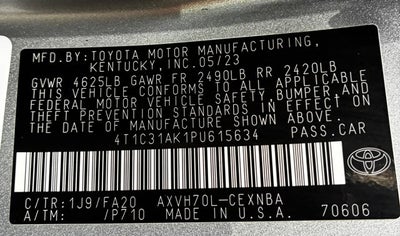 MFD.BY:TOYOTA MOTOR MANUFACTURING,
KENTUCKY, INC.05/23
GVWR 4625LB GAWR FR 2490LB RR 2420LB
THIS VEHICLE CONFORMS TO ALL APPLICABLE
FEDERAL MOTOR VEHICLE SAFETY,BUMPER,AND
THEFT PREVENTION STANDARDS IN EFFECT ON
THE DATE OF MANUFACTURE SHOWN ABOVE.
4T1C31AK1PU615634 PASS.CAR
C/TR:1J9/FA20 AXVH70L-CEXNBA
A/TM: /P710 MADE IN U.S.A. 70606
TOYOTA